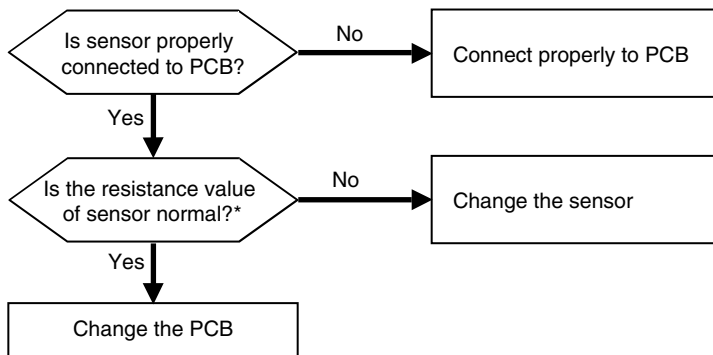 Is sensor properly
connected to PCB?
No
Connect properly to PCB
Yes
Is the resistance value
of sensor normal?*
No
Change the sensor
Yes
Change the PCB